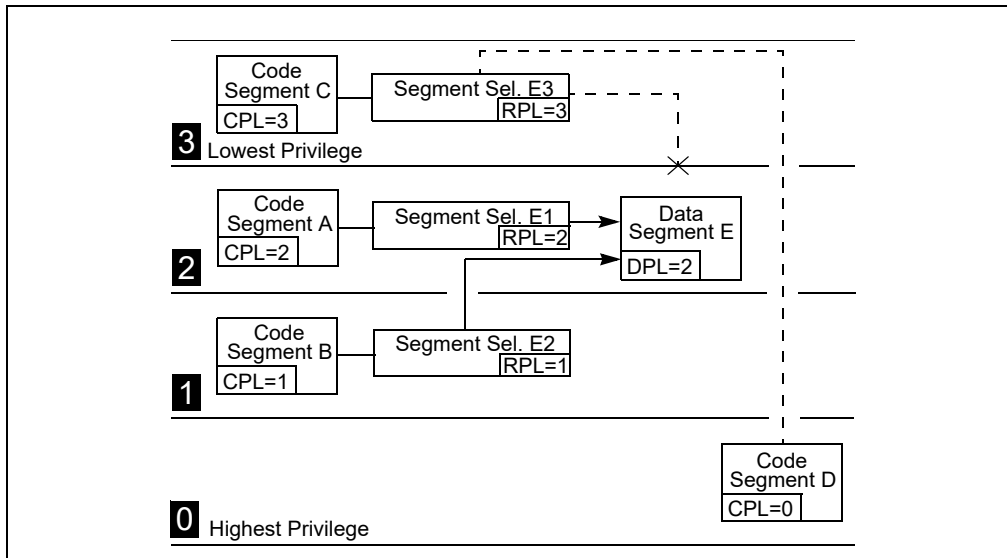 Code
Segment C
CPL=3
Segment Sel. E3
RPL=3
3
Lowest Privilege
Code
Segment A
CPL=2
Segment Sel. E1
RPL=2
Data
Segment E
DPL=2
2
Code
Segment B
CPL=1
Segment Sel. E2
RPL=1
1
Code
Segment D
CPL=0
0
Highest Privilege